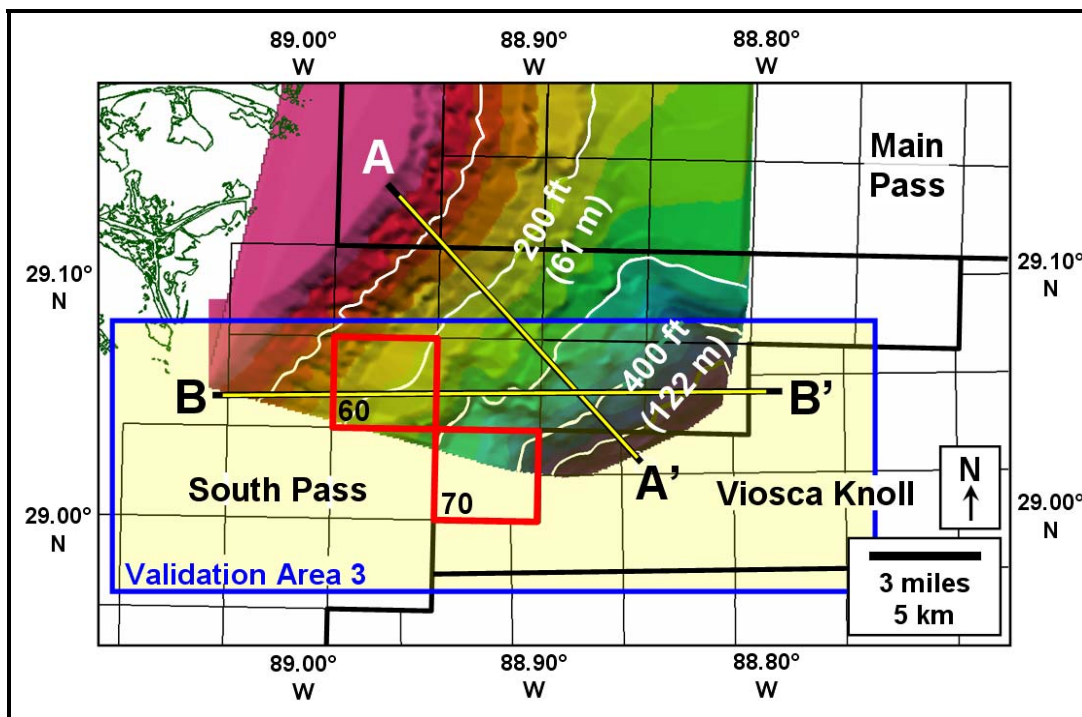 89.00°
W
88.90°
W
88.80°
W
A
Main
Pass
200 ft
(61 m)
29.10°
N
29.10°
N
400 ft
(122 m)
B
B’
60
A’
South Pass
70
Viosca Knoll
N
29.00°
N
29.00°
N
Validation Area 3
3 miles
5 km
89.00°
W
88.90°
W
88.80°
W